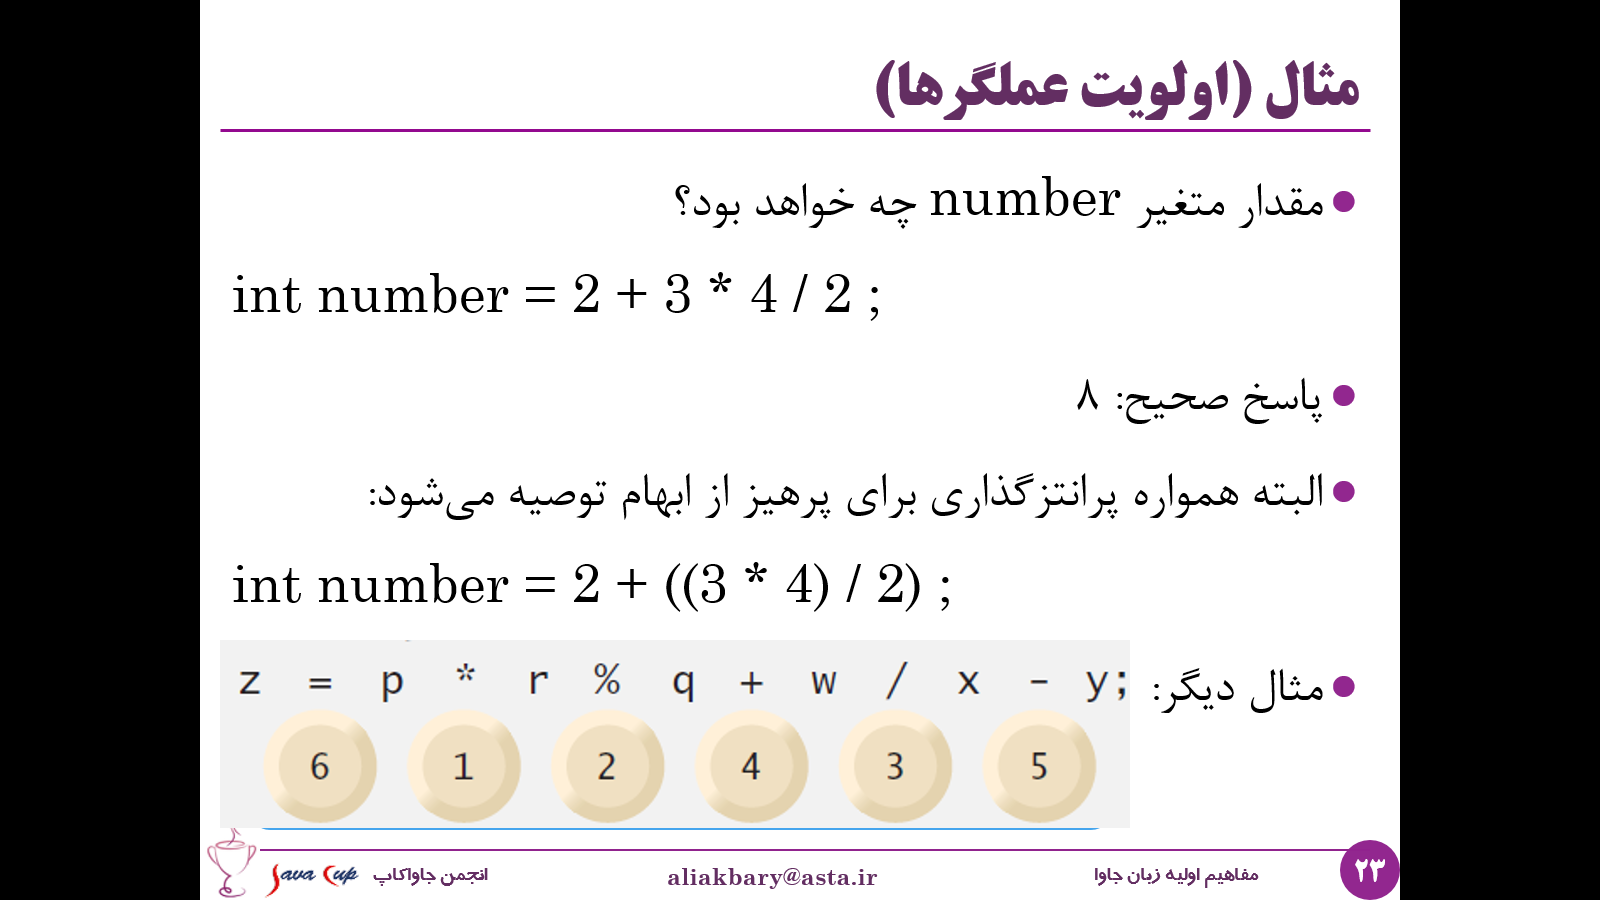 مثال (اولویت عملگرها)
مقدار متغیر number چه خواهد بود؟
int number = 2 + 3 * 4 / 2 ;
پاسخ صحیح: ۸
البته همواره پرانتزگذاری برای پرهیز از ابهام توصیه می‌شود:
int number = 2 + ((3 * 4) / 2) ;
مثال دیگر:
z = p * r % q + w / x - y;
6 1 2 4 3 5
۲۳
مفاهیم اولیه زبان جاوا
aliakbary@asta.ir
انجمن جاواکاپ
Java Cup